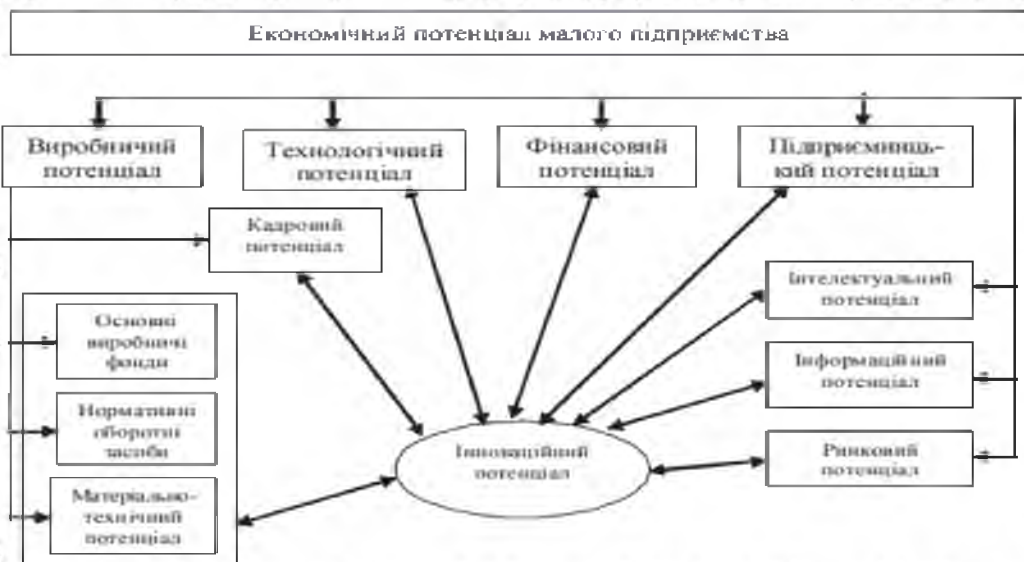 Економічний потенціал малого підприємства
Виробничий
потенціал
Технологічний
потенціал
Фінансовий
потенціал
Підприємниць-
кий потенціал
Кадровий
потенціал
Інтелектуальний
потенціал
Основні
виробничі
фонди
Інформаційний
потенціал
Нормативні
оборотні
засоби
Інноваційний
потенціал
Ринковий
потенціал
Матеріально-
технічний
потенціал